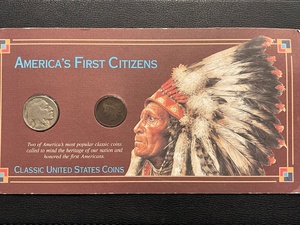 AMERICA'S FIRST CITIZENS
Two of America's most popular classic coins
called to mind the heritage of our nation and
honored the first Americans.
CLASSIC UNITED STATES COINS